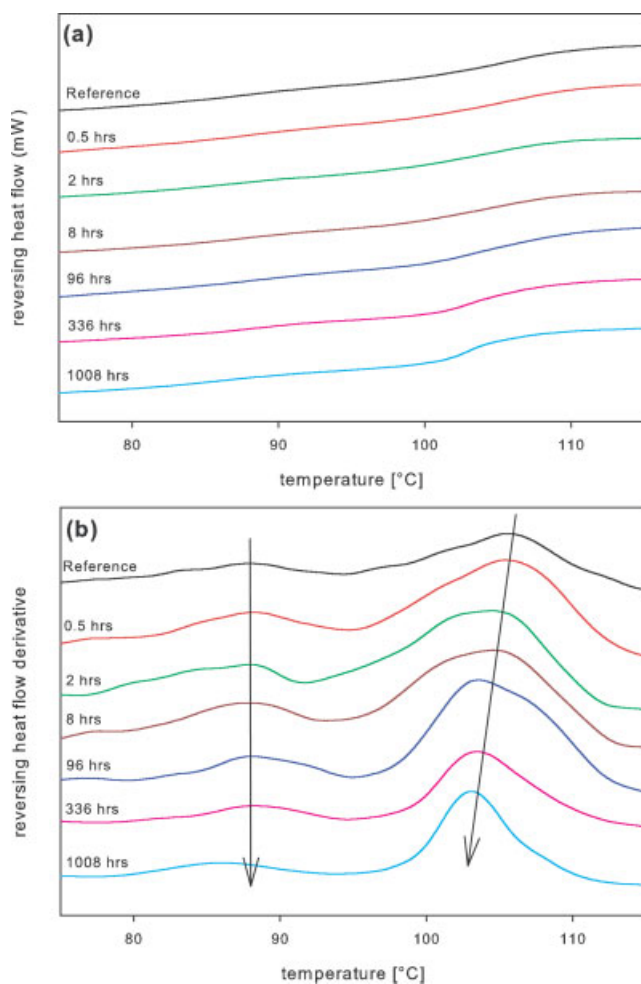 (a)
Reference
0.5 hrs
2 hrs
8 hrs
96 hrs
336 hrs
1008 hrs
reversing heat flow (mW)
80 90 100 110
temperature [°C]
(b)
Reference
0.5 hrs
2 hrs
8 hrs
96 hrs
336 hrs
1008 hrs
reversing heat flow derivative
80 90 100 110
temperature [°C]